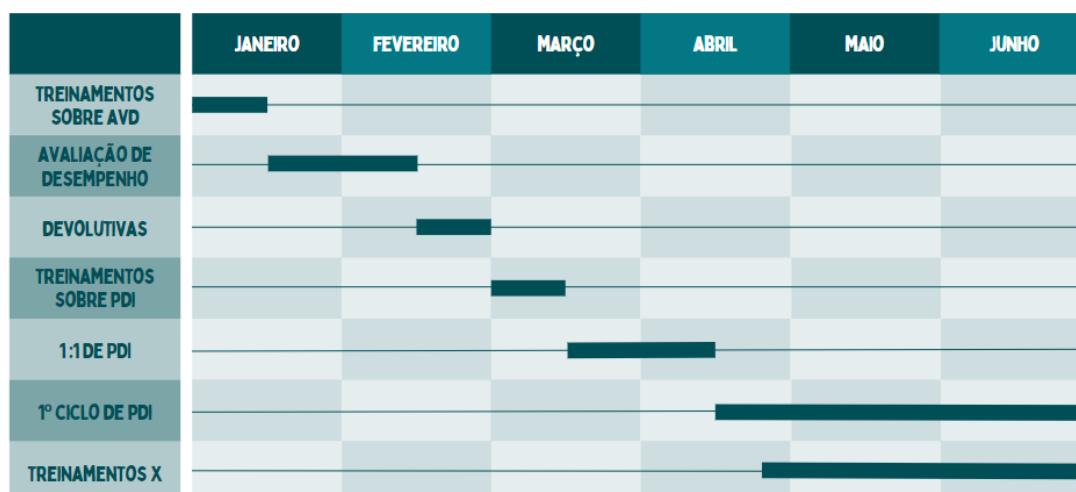 JANEIRO FEVEREIRO MARÇO ABRIL MAIO JUNHO
TREINAMENTOS
SOBRE AVD
AVALIAÇÃO DE
DESEMPENHO
DEVOLUTIVAS
TREINAMENTOS
SOBRE PDI
1:1 DE PDI
1º CICLO DE PDI
TREINAMENTOS X